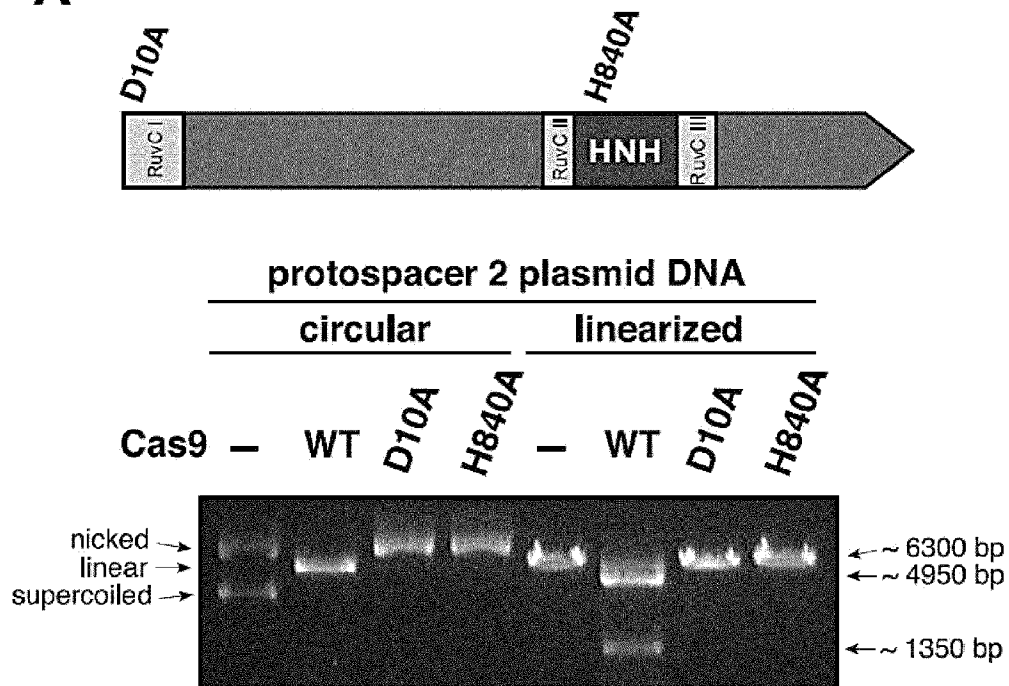 A
D10A
H840A
RuvC I
RuvC II
HNH
RuvC III
protospacer 2 plasmid DNA
circular
linearized
Cas9 – WT D10A H840A – WT D10A H840A
nicked
linear
supercoiled
~ 6300 bp
~ 4950 bp
~ 1350 bp